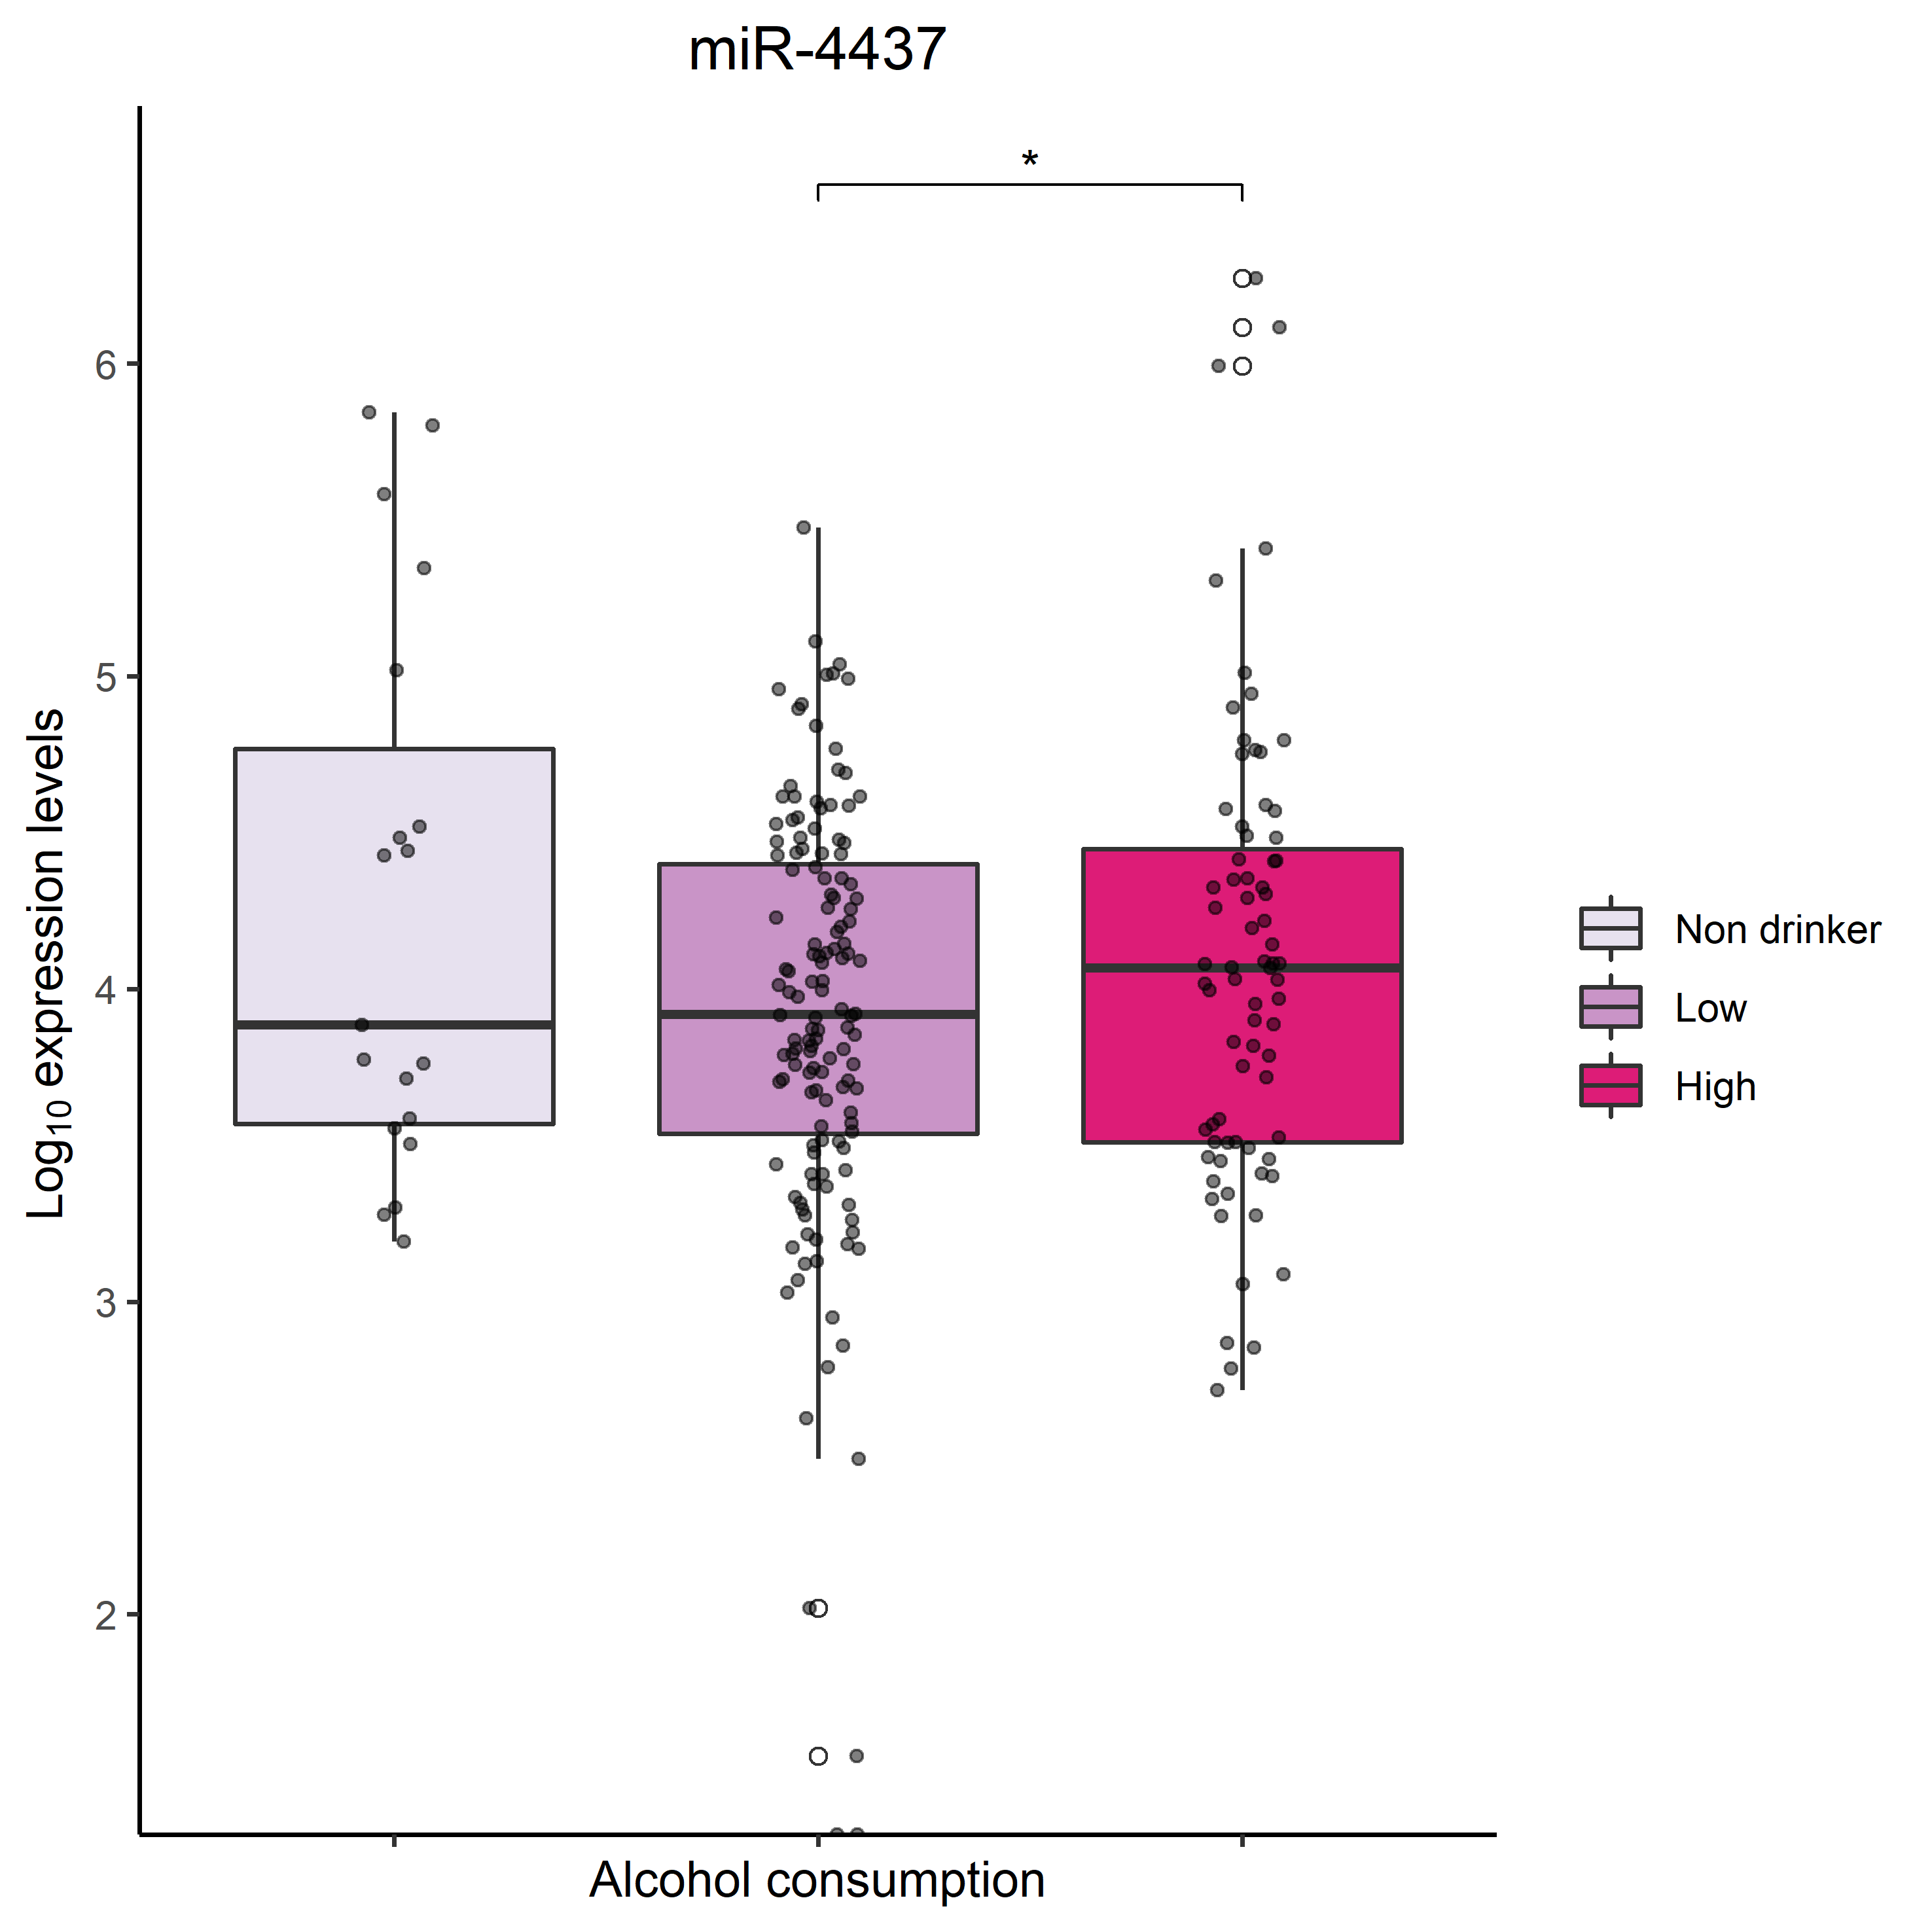 miR-4437
*
6
5
4
3
2
Log10 expression levels
Alcohol consumption
Non drinker
Low
High